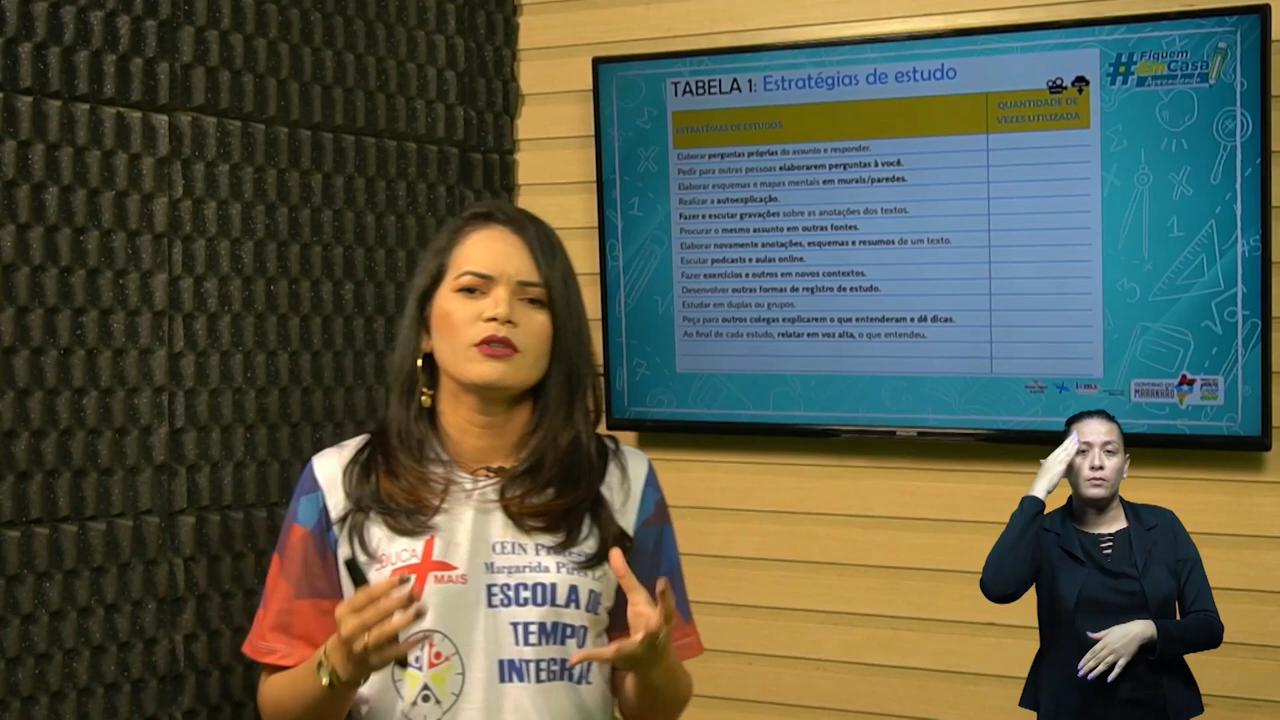 TABELA 1: Estratégias de estudo
#Fiquem
EmCasa
Aprendendo
ESTRATÉGIAS DE ESTUDOS
QUANTIDADE DE
VEZES UTILIZADA
Elaborar perguntas próprias do assunto e responder.
Pedir para outras pessoas elaborarem perguntas à você.
Elaborar esquemas e mapas mentais em murais/paredes.
Realizar a autoexplicação.
Fazer e escutar gravações sobre as anotações dos textos.
Procurar o mesmo assunto em outras fontes.
Elaborar novamente anotações, esquemas e resumos de um texto.
Escutar podcasts e aulas online.
Fazer exercícios e outros em novos contextos.
Desenvolver outras formas de registro de estudo.
Estudar em duplas ou grupos.
Peça para outros colegas explicarem o que entenderam e dê dicas.
Ao final de cada estudo, relatar em voz alta, o que entendeu.
GOVERNO DO
MARANHÃO
EDUCA
MAIS
CEIN
Margarida Pires
ESCOLA DE
TEMPO
INTEGRAL